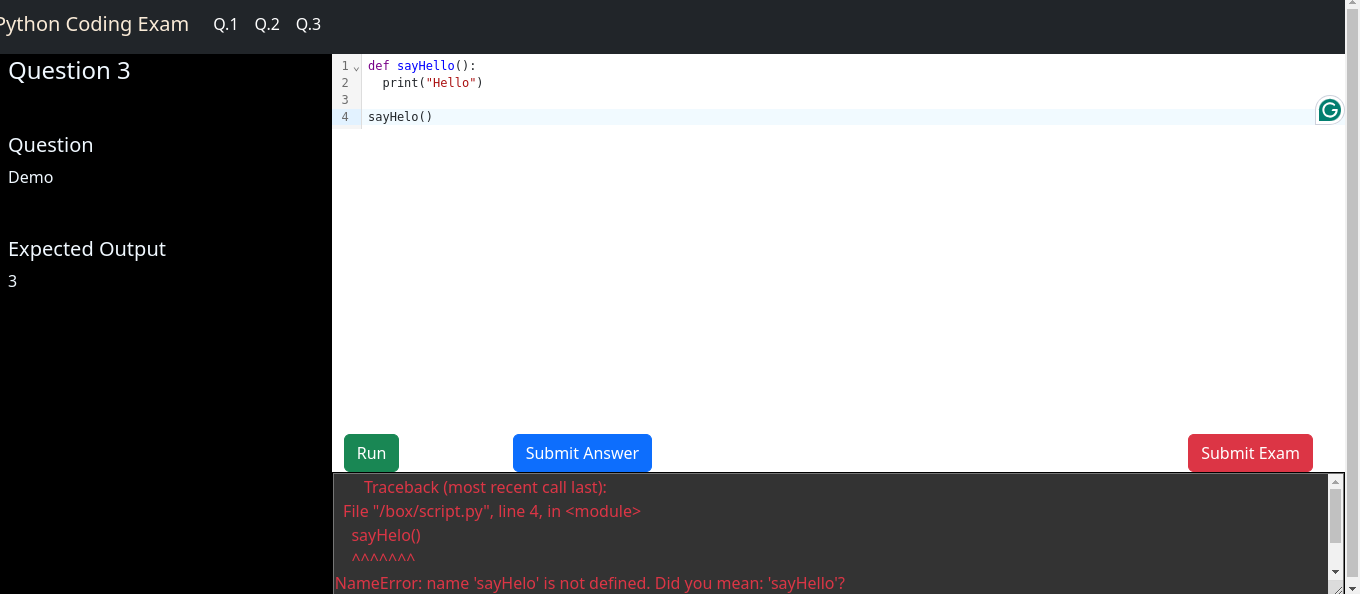 Python Coding Exam Q.1 Q.2 Q.3
Question 3
Question
Demo
Expected Output
3
1 def sayHello():
2 print("Hello")
3
4 sayHelo()
G
Run Submit Answer Submit Exam
Traceback (most recent call last):
File "/box/script.py", line 4, in <module>
sayHelo()
^^^^^^^
NameError: name 'sayHelo' is not defined. Did you mean: 'sayHello'?